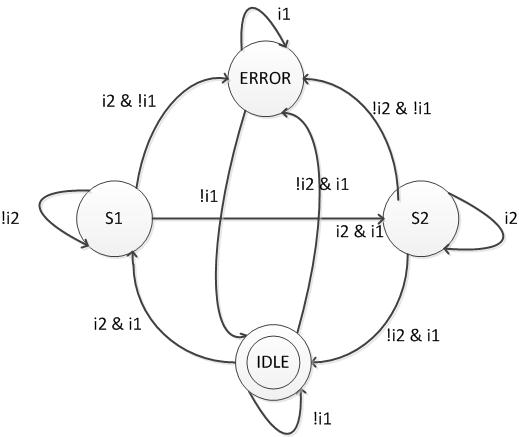 i1
ERROR
i2 & !i1
!i2 & !i1
!i1
!i2 & i1
!i2
S1
S2
i2
i2 & i1
i2 & i1
!i2 & i1
IDLE
!i1